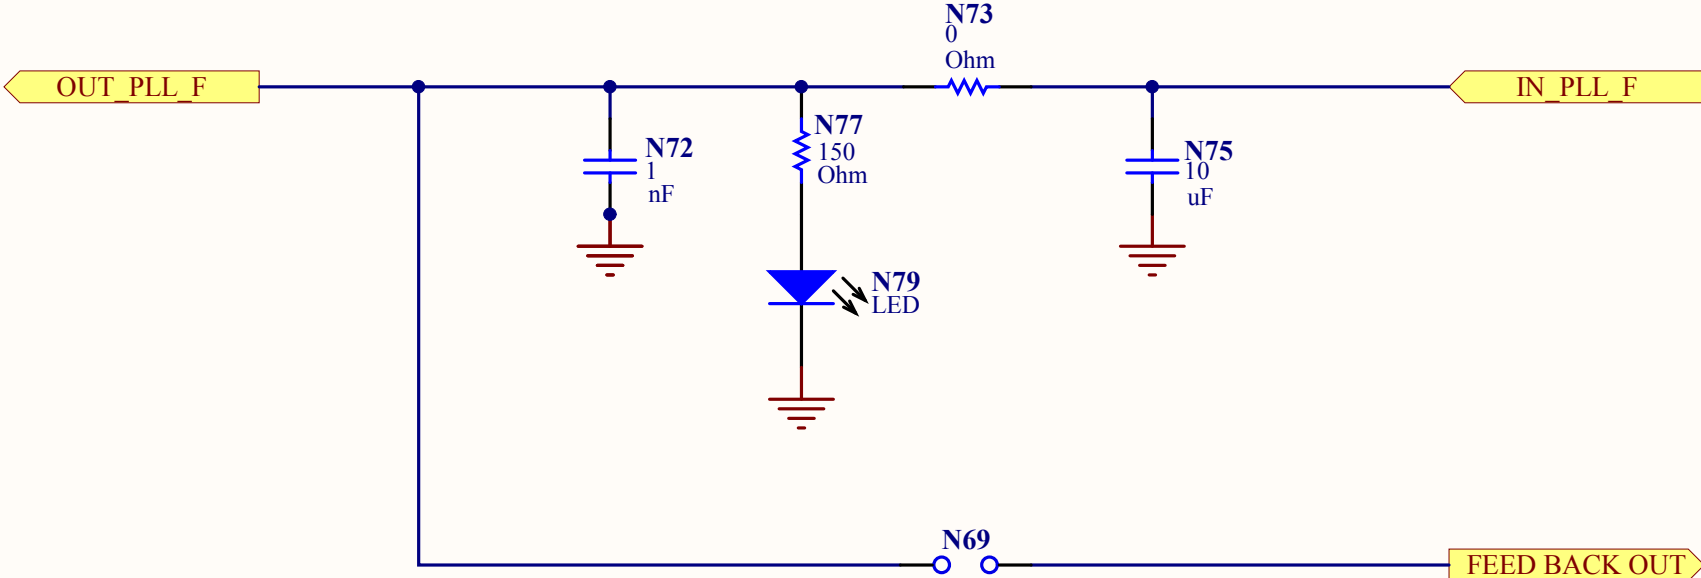 N73
0
Ohm
OUT_PLL_F
IN_PLL_F
N77
150
Ohm
N72
1
nF
N75
10
uF
N79
LED
N69
FEED BACK OUT